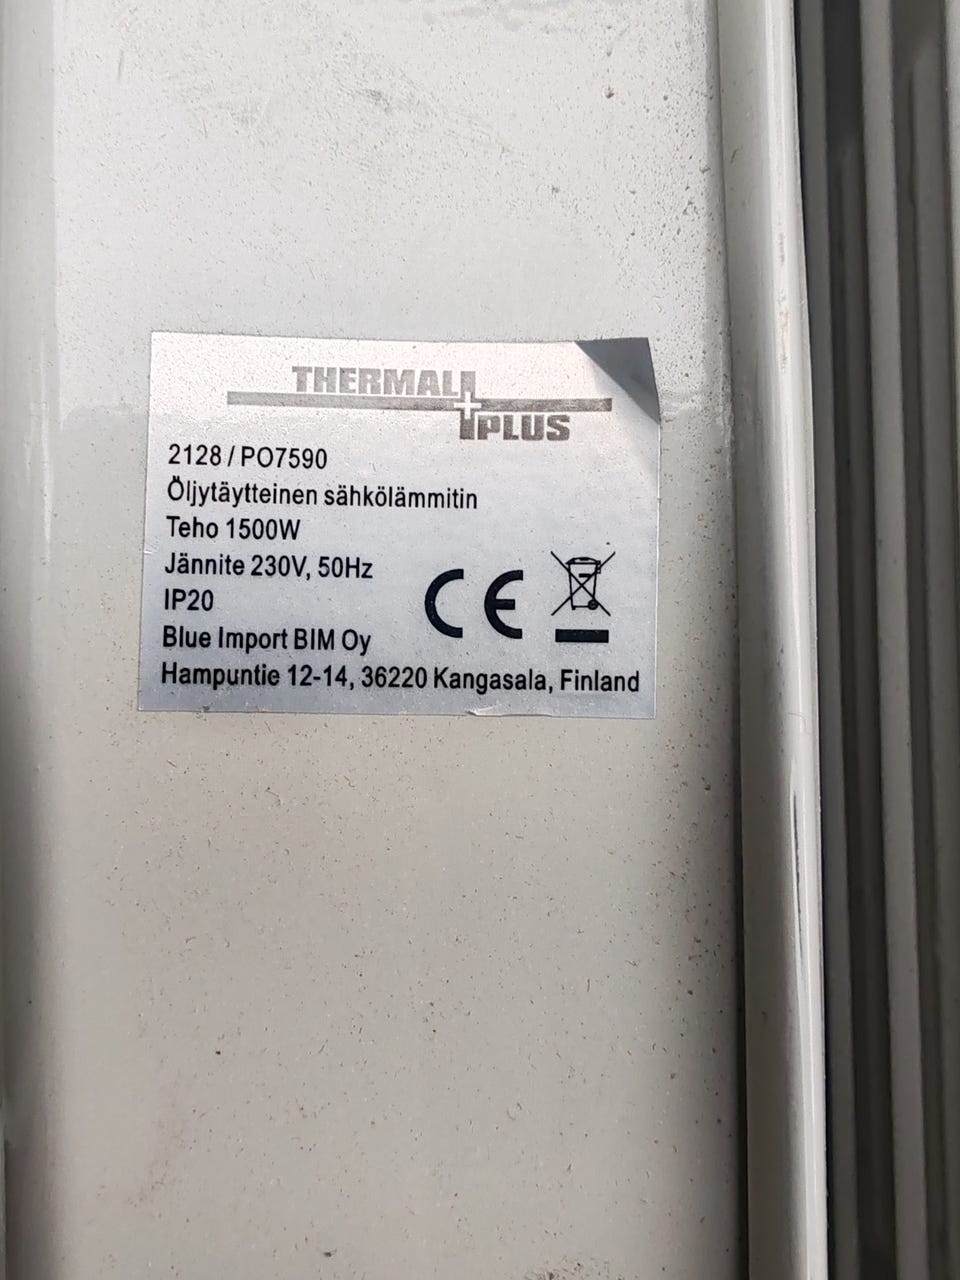 THERMAL
PLUS
2128 / PO7590
Öljytäytteinen sähkölämmitin
Teho 1500W
Jännite 230V, 50Hz
IP20
Blue Import BIM Oy
Hampuntie 12-14, 36220 Kangasala, Finland
CE